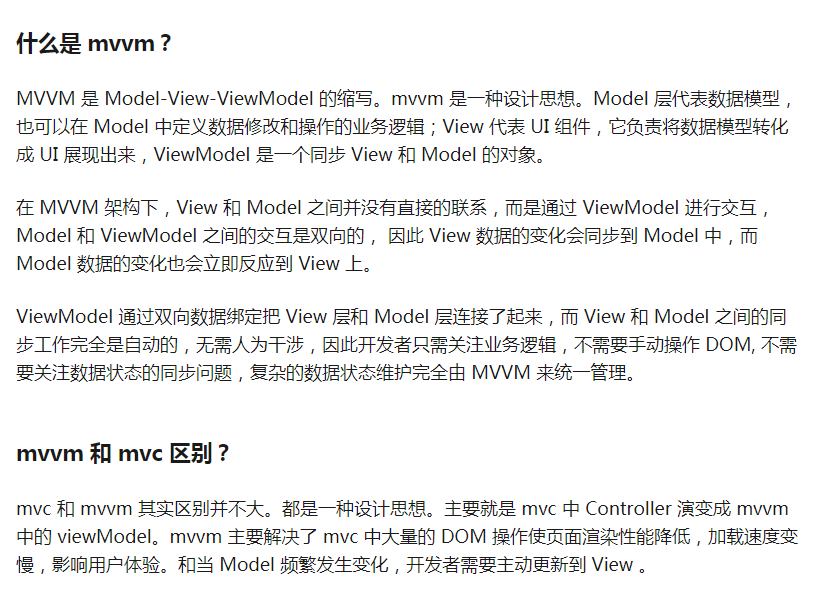 什么是 mvvm？
MVVM 是 Model-View-ViewModel 的缩写。mvvm 是一种设计思想。Model 层代表数据模型，
也可以在 Model 中定义数据修改和操作的业务逻辑；View 代表 UI 组件，它负责将数据模型转化
成 UI 展现出来，ViewModel 是一个同步 View 和 Model 的对象。
在 MVVM 架构下，View 和 Model 之间并没有直接的联系，而是通过 ViewModel 进行交互，
Model 和 ViewModel 之间的交互是双向的， 因此 View 数据的变化会同步到 Model 中，而
Model 数据的变化也会立即反应到 View 上。
ViewModel 通过双向数据绑定把 View 层和 Model 层连接了起来，而 View 和 Model 之间的同
步工作完全是自动的，无需人为干涉，因此开发者只需关注业务逻辑，不需要手动操作 DOM, 不需
要关注数据状态的同步问题，复杂的数据状态维护完全由 MVVM 来统一管理。
mvvm 和 mvc 区别？
mvc 和 mvvm 其实区别并不大。都是一种设计思想。主要就是 mvc 中 Controller 演变成 mvvm
中的 viewModel。mvvm 主要解决了 mvc 中大量的 DOM 操作使页面渲染性能降低，加载速度变
慢，影响用户体验。和当 Model 频繁发生变化，开发者需要主动更新到 View 。